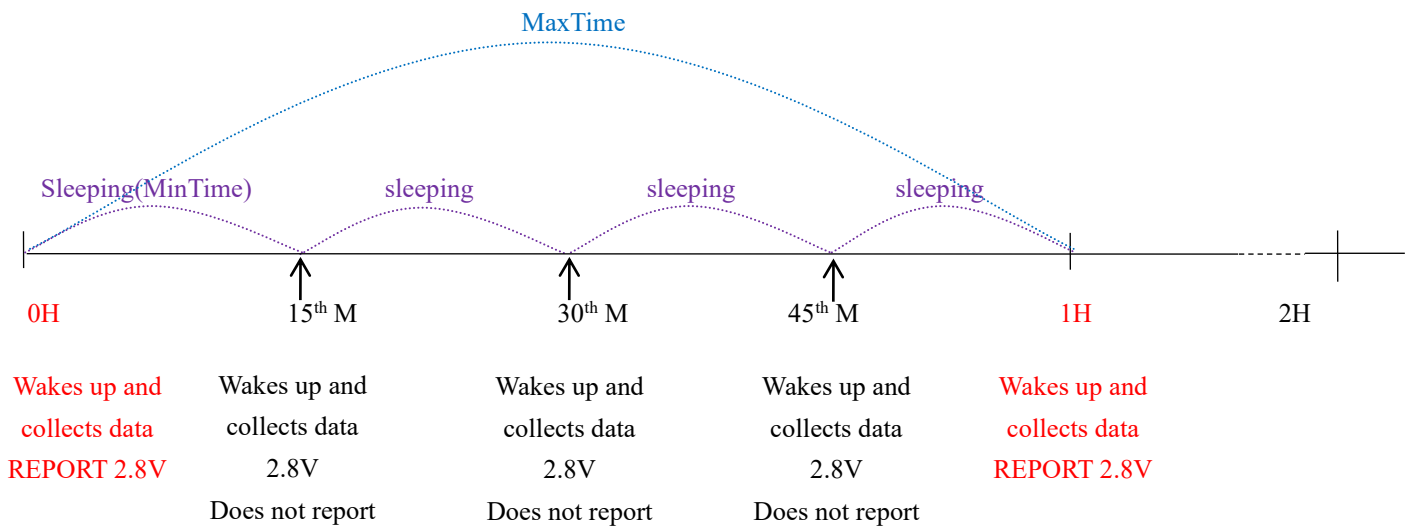 MaxTime
Sleeping(MinTime)
sleeping
sleeping
sleeping
0H
15th M
30th M
45th M
1H
2H
Wakes up and
collects data
REPORT 2.8V
Wakes up and
collects data
2.8V
Does not report
Wakes up and
collects data
2.8V
Does not report
Wakes up and
collects data
2.8V
Does not report
Wakes up and
collects data
REPORT 2.8V